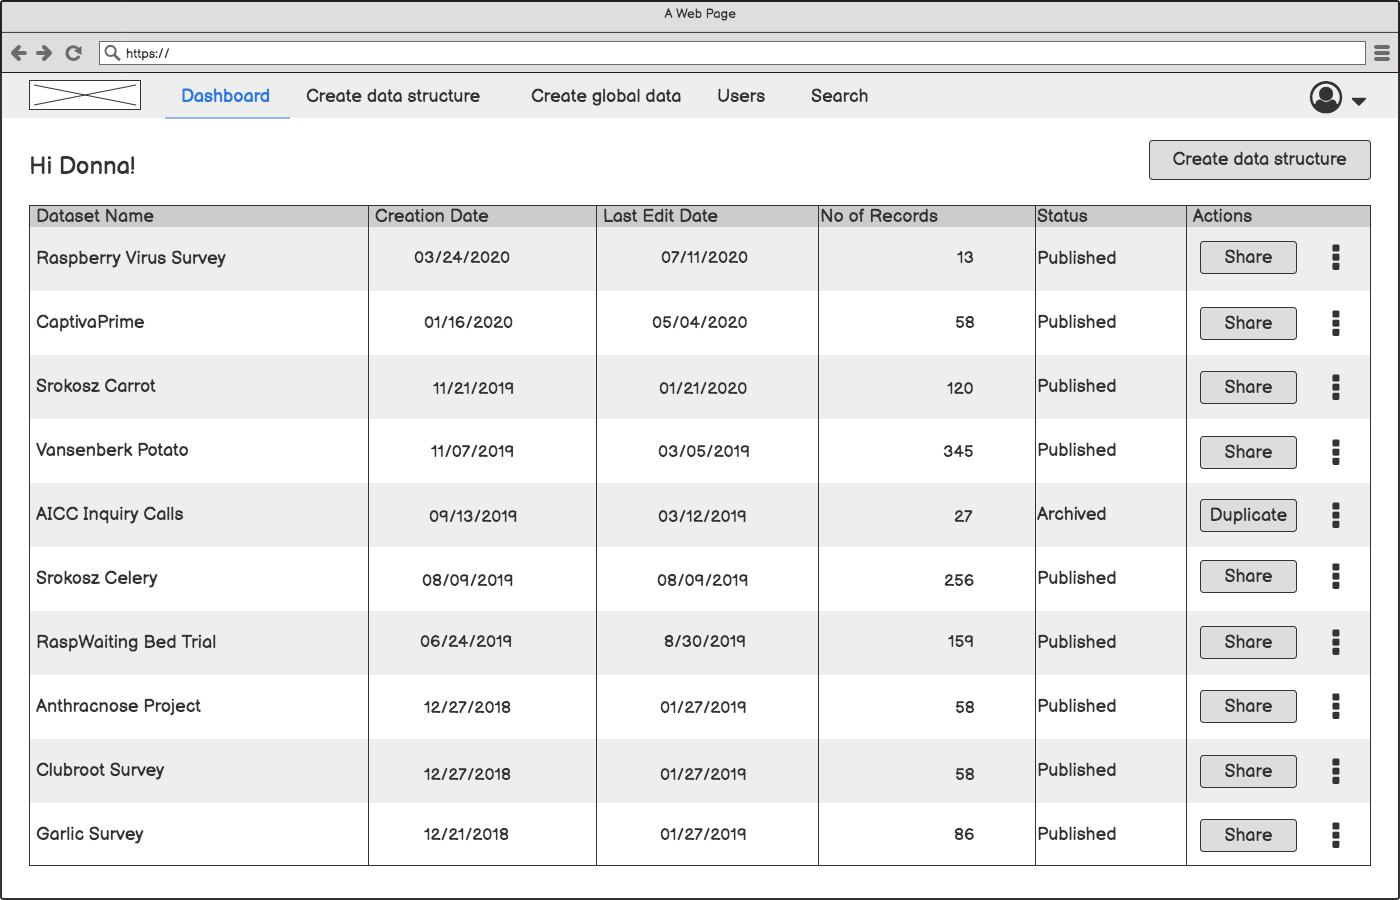 A Web Page
https://
Dashboard Create data structure Create global data Users Search
Hi Donna!
Create data structure
Dataset Name Creation Date Last Edit Date No of Records Status Actions
Raspberry Virus Survey 03/24/2020 07/11/2020 13 Published Share
CaptivaPrime 01/16/2020 05/04/2020 58 Published Share
Srokosz Carrot 11/21/2019 01/21/2020 120 Published Share
Vansenberk Potato 11/07/2019 03/05/2019 345 Published Share
AICC Inquiry Calls 09/13/2019 03/12/2019 27 Archived Duplicate
Srokosz Celery 08/09/2019 08/09/2019 256 Published Share
RaspWaiting Bed Trial 06/24/2019 8/30/2019 159 Published Share
Anthracnose Project 12/27/2018 01/27/2019 58 Published Share
Clubroot Survey 12/27/2018 01/27/2019 58 Published Share
Garlic Survey 12/21/2018 01/27/2019 86 Published Share